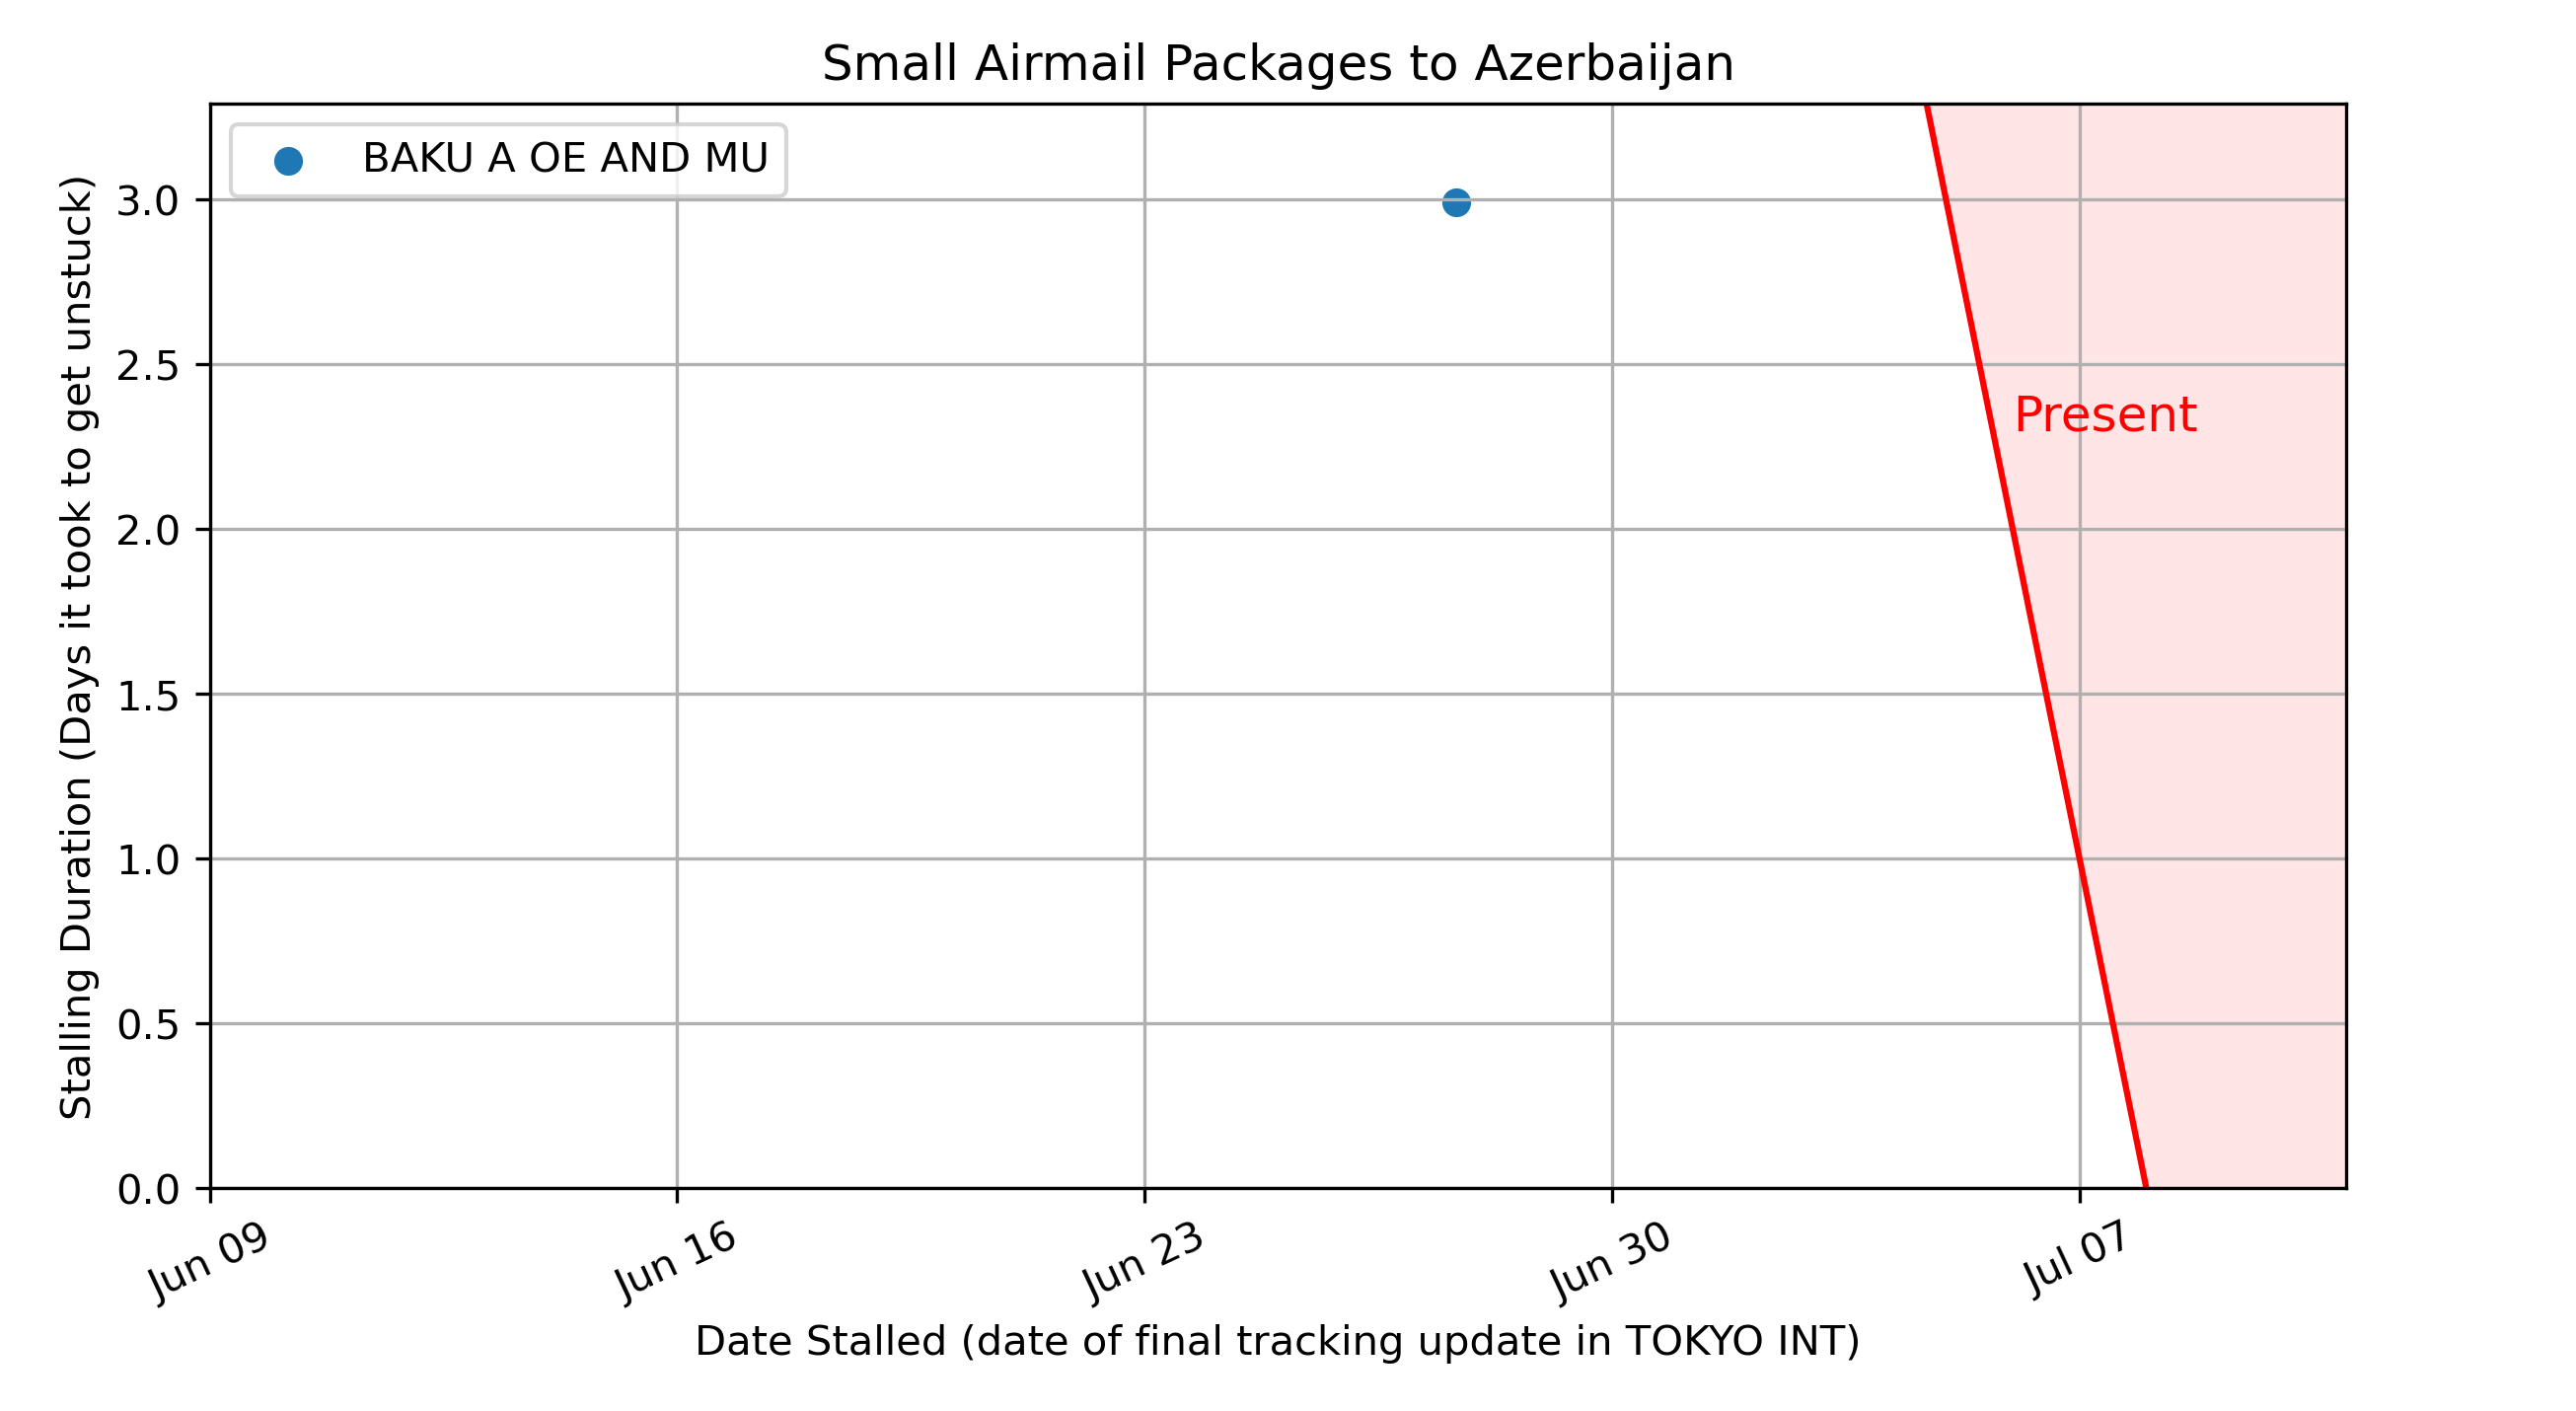 Small Airmail Packages to Azerbaijan
BAKU A OE AND MU
Stalling Duration (Days it took to get unstuck)
3.0
2.5
2.0
1.5
1.0
0.5
0.0
Present
Jun 09
Jun 16
Jun 23
Jun 30
Jul 07
Date Stalled (date of final tracking update in TOKYO INT)